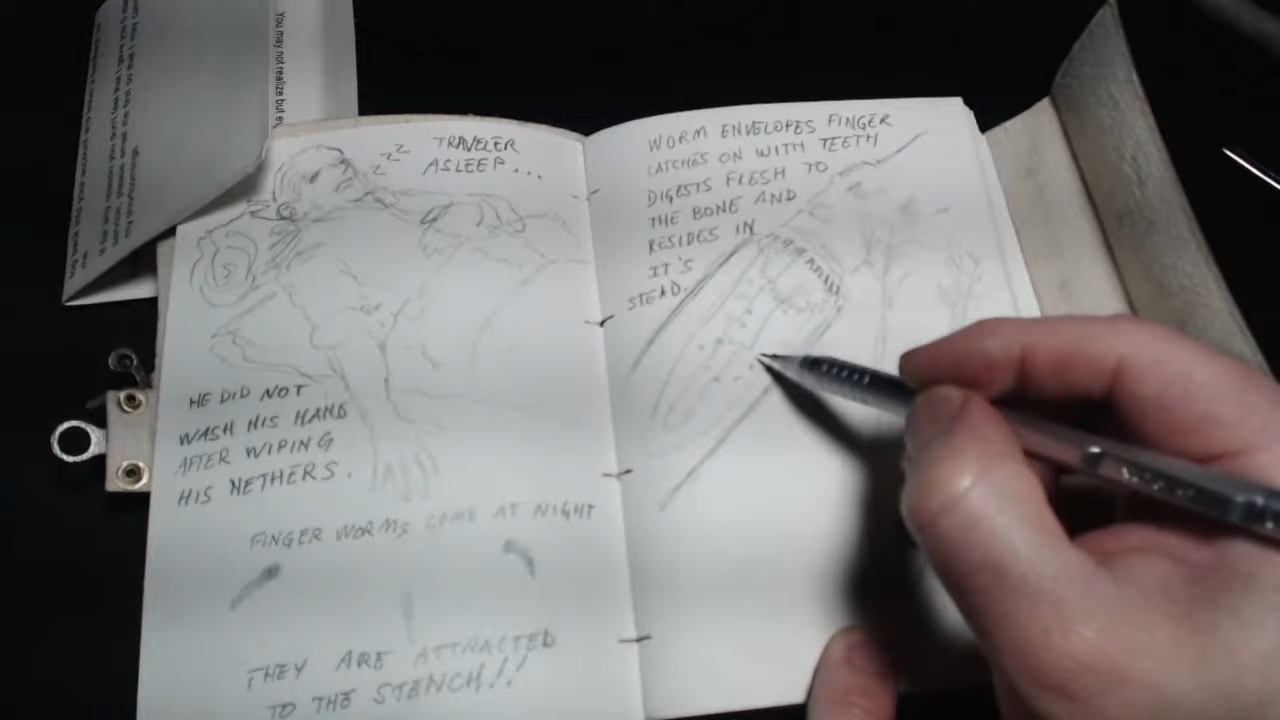 You may not realize but
TRAVELER
ASLEEP...
z z z
HE DID NOT
WASH HIS HAND
AFTER WIPING
HIS NETHERS.
FINGER WORMS COME AT NIGHT
THEY ARE ATTRACTED
TO THE STENCH!!
WORM ENVELOPES FINGER
LATCHES ON WITH TEETH
DIGESTS FLESH TO
THE BONE AND
RESIDES IN
IT'S
STEAD.